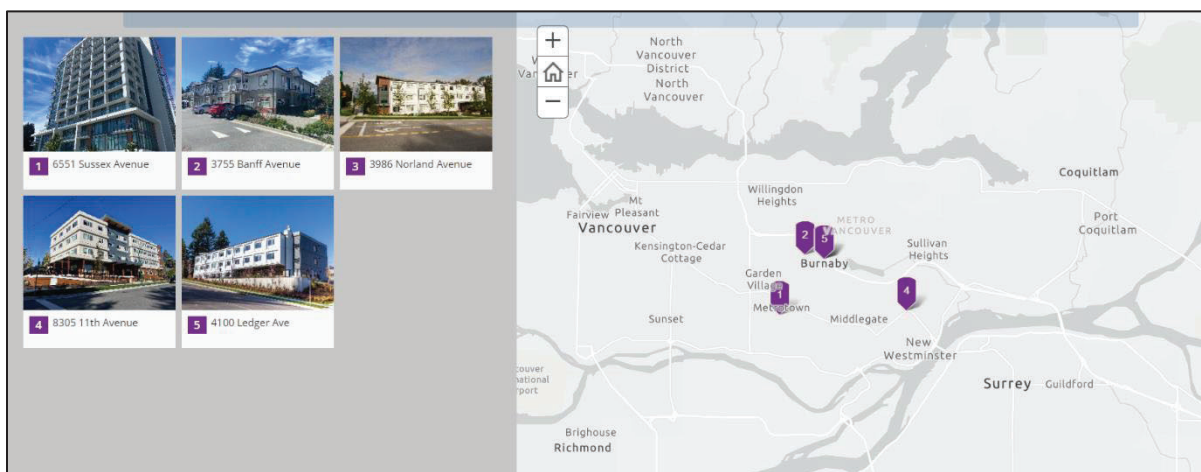 1 6551 Sussex Avenue
2 3755 Banff Avenue
3 3986 Norland Avenue
4 8305 11th Avenue
5 4100 Ledger Ave
+
−
North
Vancouver
District
North
Vancouver
Coquitlam
Port
Coquitlam
Willingdon
Heights
Mt
Pleasant
Fairview
Vancouver
METRO
VANCOUVER
2
5
Burnaby
Sullivan
Heights
Kensington-Cedar
Cottage
Garden
Village
1
Metrotown
4
Sunset
Middlegate
New
Westminster
Surrey
Guildford
Brighouse
Richmond